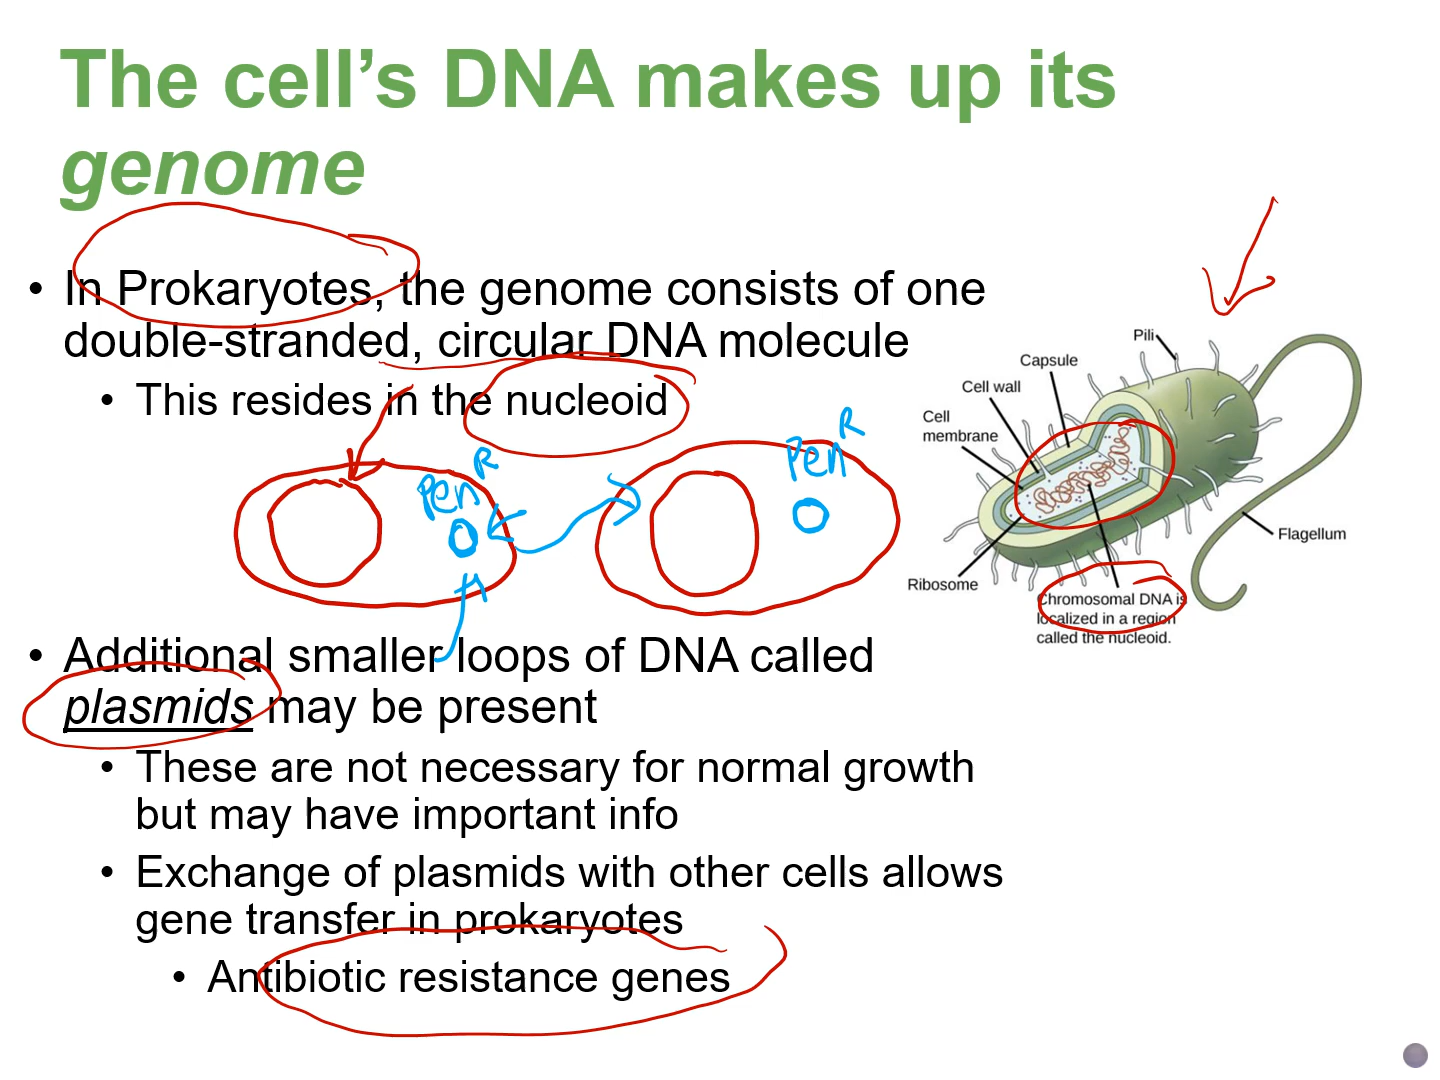 The cell’s DNA makes up its
genome
• In Prokaryotes, the genome consists of one
double-stranded, circular DNA molecule
• This resides in the nucleoid
Pen R
Pen R
Pili
Capsule
Cell wall
Cell
membrane
Flagellum
Ribosome
Chromosomal DNA is
localized in a region
called the nucleoid.
• Additional smaller loops of DNA called
plasmids may be present
• These are not necessary for normal growth
but may have important info
• Exchange of plasmids with other cells allows
gene transfer in prokaryotes
• Antibiotic resistance genes